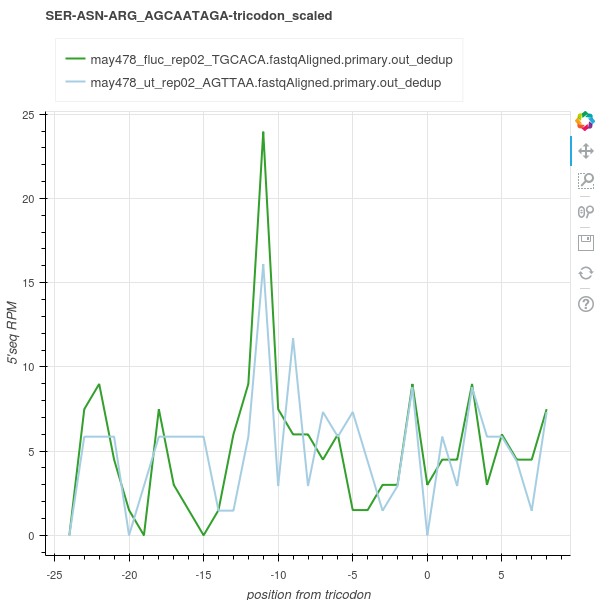 SER-ASN-ARG_AGCAATAGA-tricodon_scaled
may478_fluc_rep02_TGCACA.fastqAligned.primary.out_dedup
may478_ut_rep02_AGTTAA.fastqAligned.primary.out_dedup
25
20
15
10
5
0
5'seq RPM
-25 -20 -15 -10 -5 0 5
position from tricodon